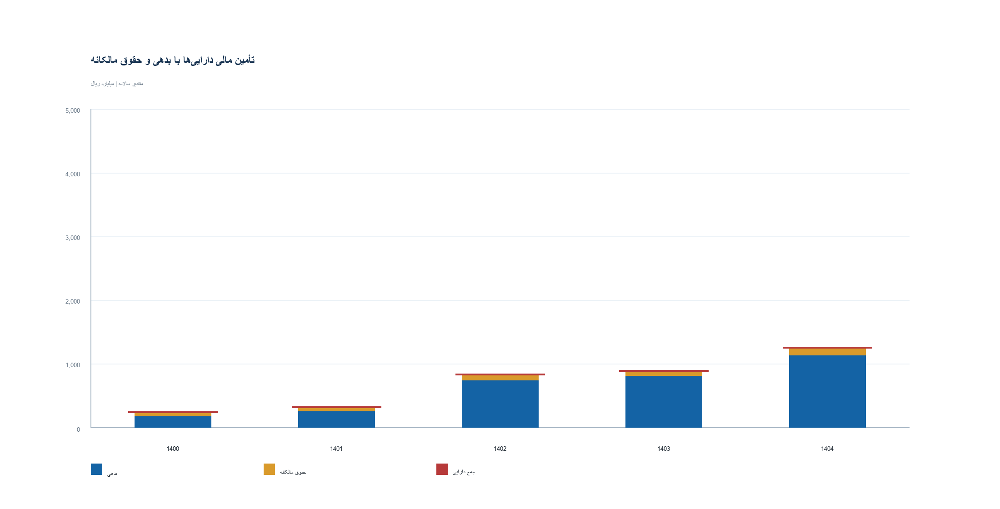 تأمین مالی دارایی‌ها با بدهی و حقوق مالکانه
مقادیر سالانه | میلیارد ریال
5,000
4,000
3,000
2,000
1,000
0
1400 1401 1402 1403 1404
بدهی
حقوق مالکانه
جمع دارایی